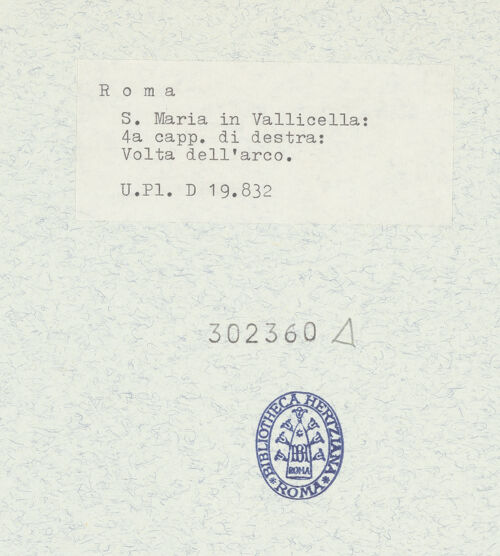 Roma
S. Maria in Vallicella:
4a capp. di destra:
Volta dell'arco.
U.Pl. D 19.832
302360 △
BIBLIOTHECA HERTZIANA
BH
ROMA
* ROMA *